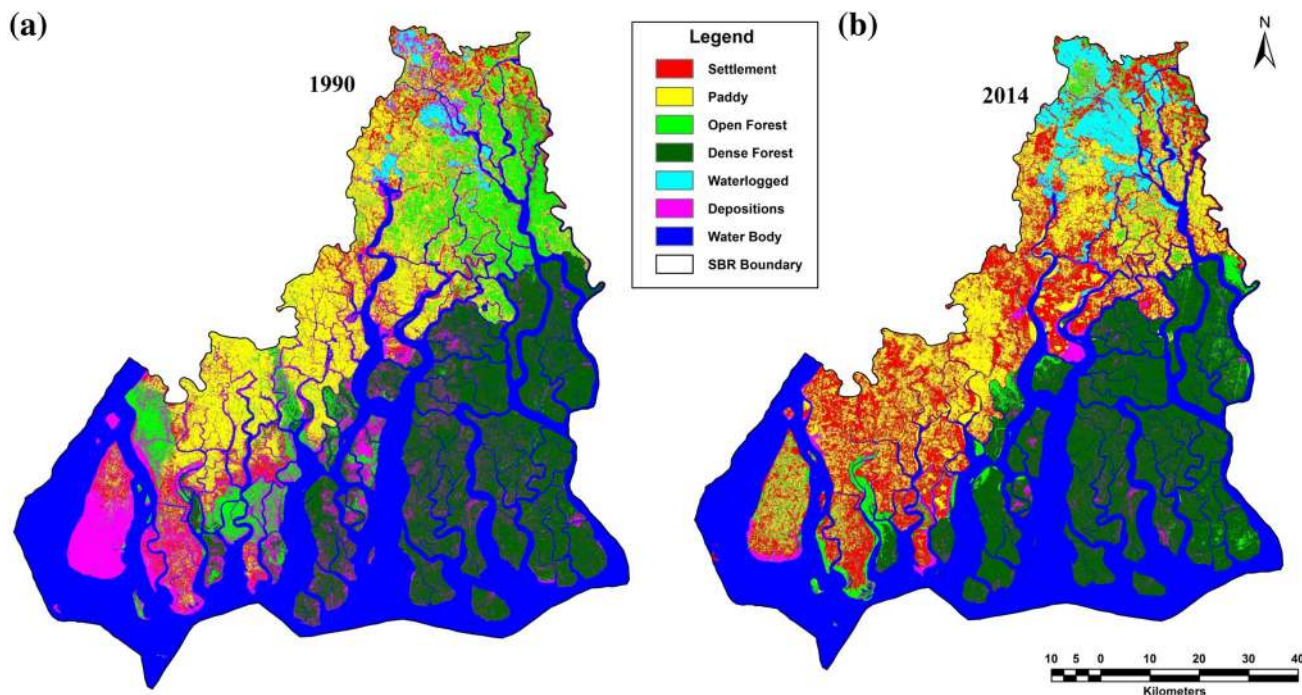 (a)
1990
Legend
Settlement
Paddy
Open Forest
Dense Forest
Waterlogged
Depositions
Water Body
SBR Boundary
(b)
2014
N
10 5 0 10 20 30 40
Kilometers